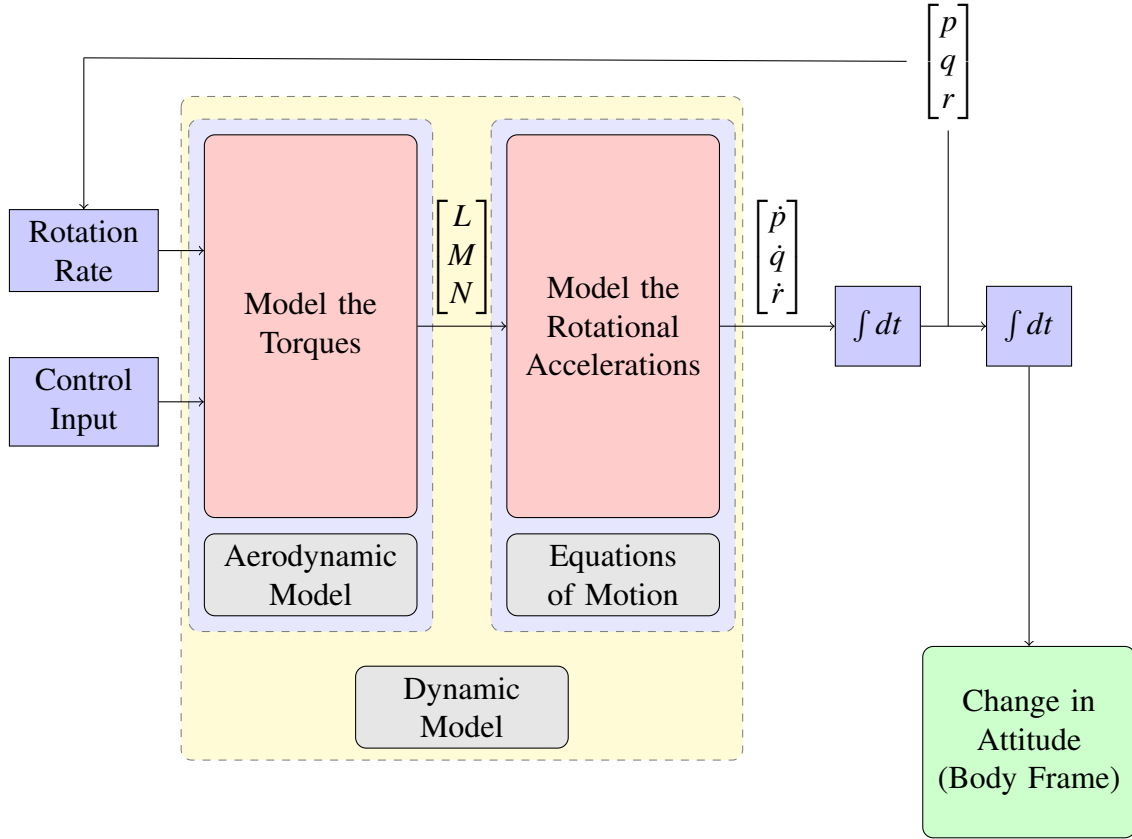 p
q
r
Rotation
Rate
Control
Input
Model the
Torques
Aerodynamic
Model
L
M
N
Model the
Rotational
Accelerations
Equations
of Motion
Dynamic
Model
ṗ
q̇
ṙ
∫ dt
∫ dt
Change in
Attitude
(Body Frame)